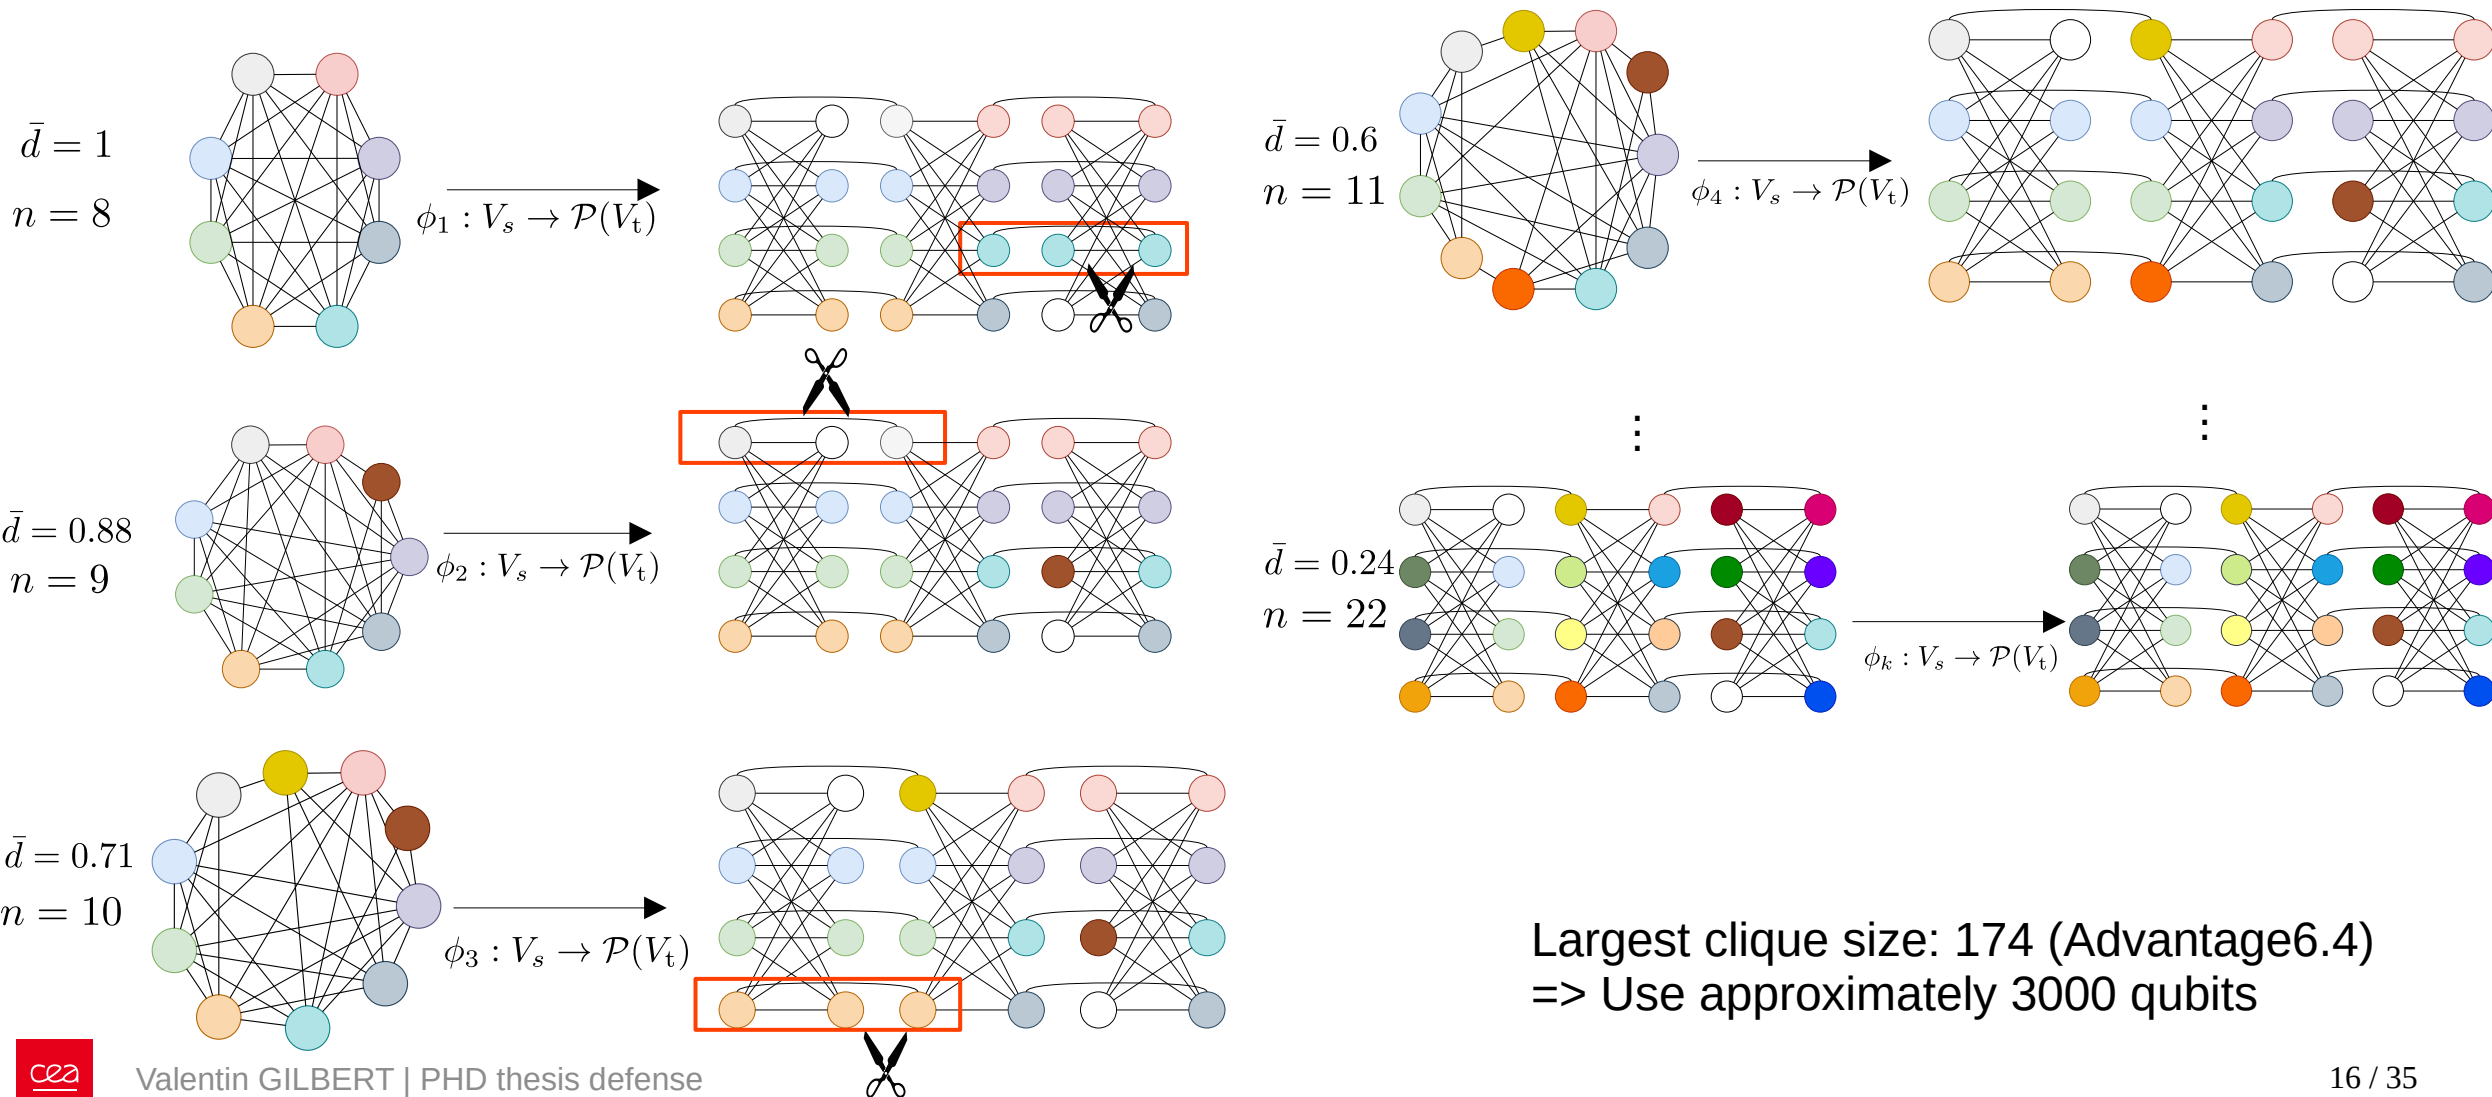 d̄ = 1
n = 8
ϕ₁ : Vₛ → 𝒫(Vₜ)
d̄ = 0.88
n = 9
ϕ₂ : Vₛ → 𝒫(Vₜ)
d̄ = 0.71
n = 10
ϕ₃ : Vₛ → 𝒫(Vₜ)
d̄ = 0.6
n = 11
ϕ₄ : Vₛ → 𝒫(Vₜ)
⋮
⋮
d̄ = 0.24
n = 22
ϕₖ : Vₛ → 𝒫(Vₜ)
Largest clique size: 174 (Advantage6.4)
=> Use approximately 3000 qubits
cea
Valentin GILBERT | PHD thesis defense
16 / 35